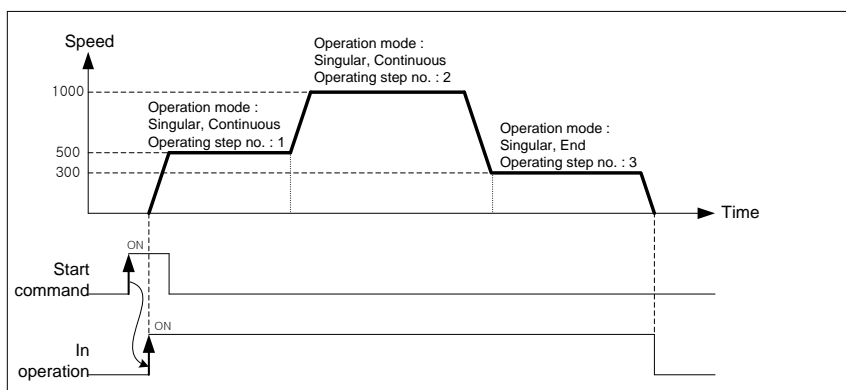 Speed
Operation mode :
Singular, Continuous
Operating step no. : 2
1000
Operation mode :
Singular, Continuous
Operating step no. : 1
Operation mode :
Singular, End
Operating step no. : 3
500
300
Time
ON
Start
command
ON
In
operation